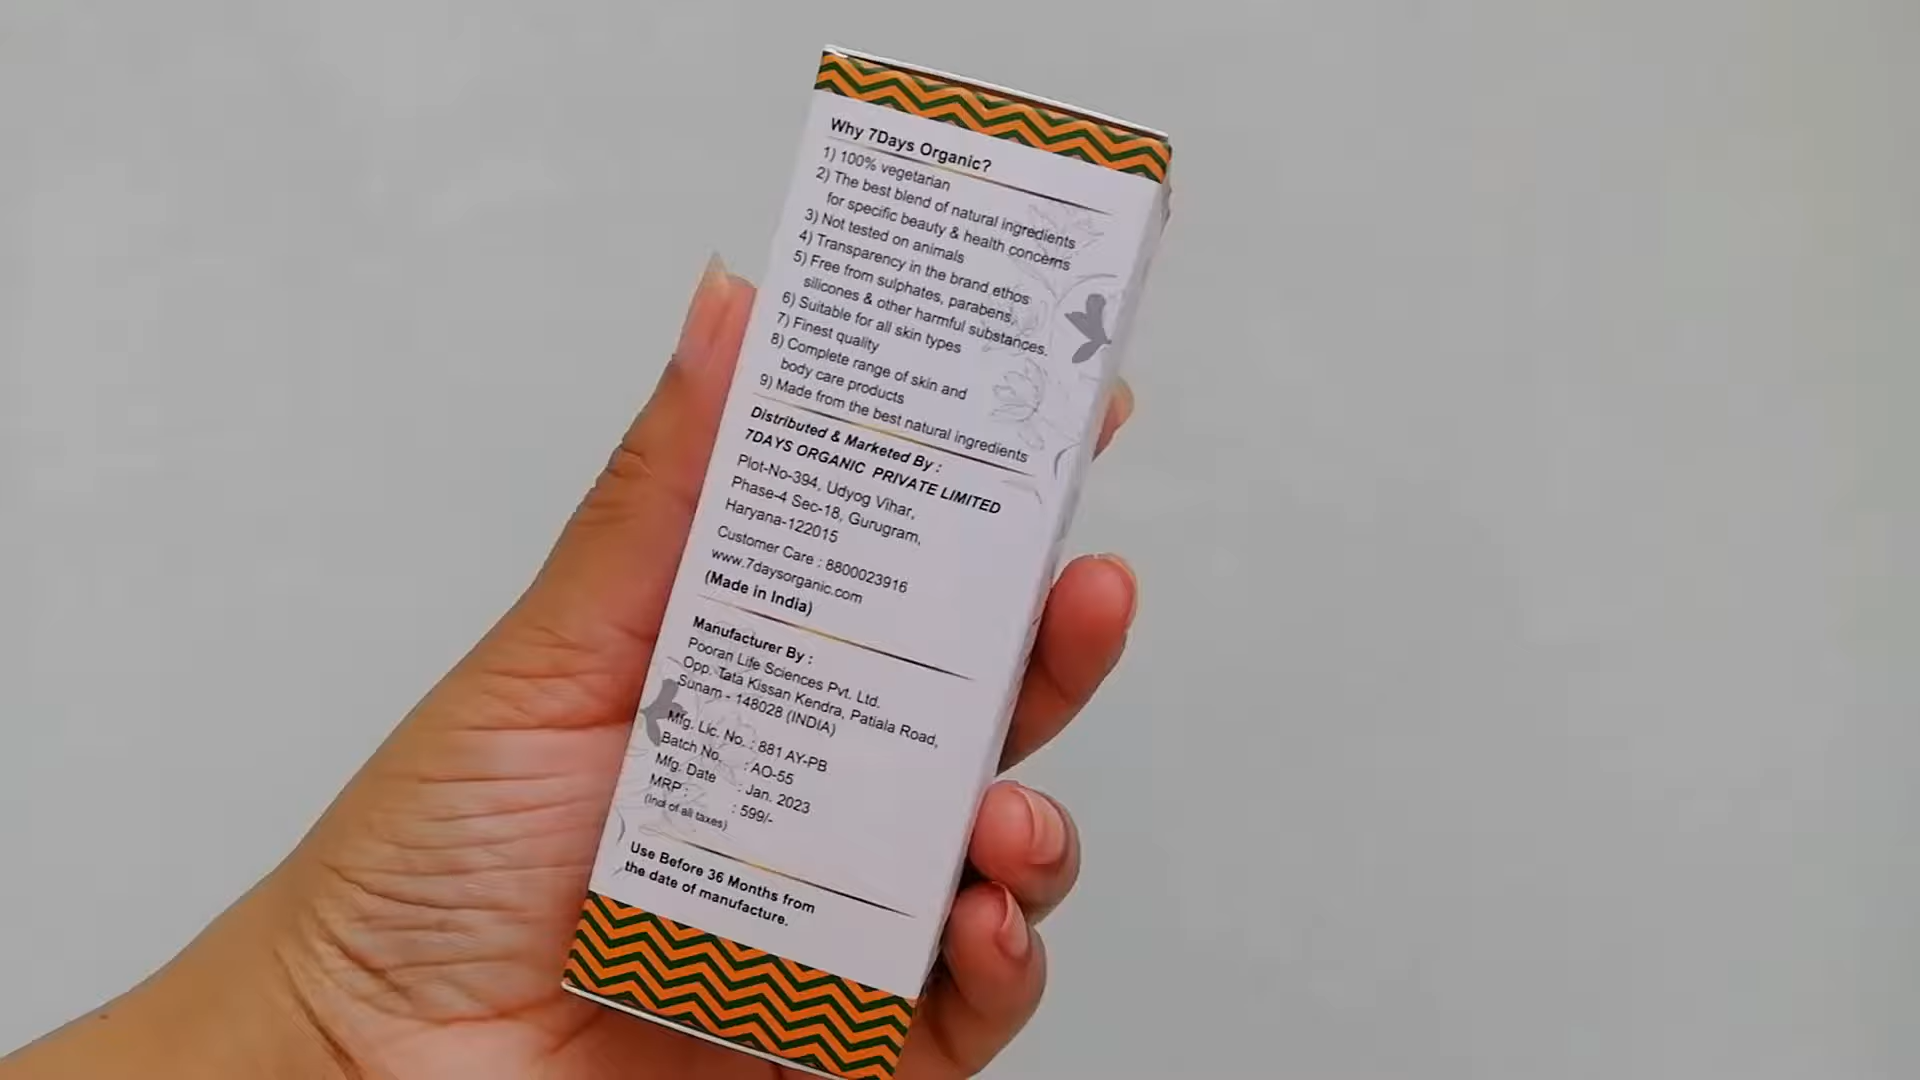 Why 7Days Organic?
1) 100% vegetarian
2) The best blend of natural ingredients
for specific beauty & health concerns
3) Not tested on animals
4) Transparency in the brand ethos
5) Free from sulphates, parabens,
silicones & other harmful substances.
6) Suitable for all skin types
7) Finest quality
8) Complete range of skin and
body care products
9) Made from the best natural ingredients
Distributed & Marketed By :
7DAYS ORGANIC PRIVATE LIMITED
Plot-No-394, Udyog Vihar,
Phase-4 Sec-18, Gurugram,
Haryana-122015
Customer Care : 8800023916
www.7daysorganic.com
(Made in India)
Manufacturer By :
Pooran Life Sciences Pvt. Ltd.
Opp. Tata Kissan Kendra, Patiala Road,
Sunam - 148028 (INDIA)
Mfg. Lic. No. : 881 AY-PB
Batch No. : AO-55
Mfg. Date : Jan. 2023
MRP : : 599/-
(Incl of all taxes)
Use Before 36 Months from
the date of manufacture.